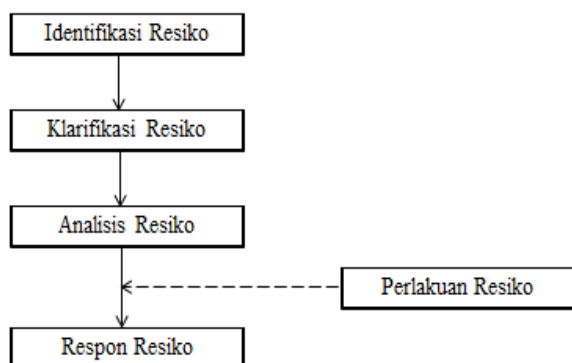 Identifikasi Resiko
Klarifikasi Resiko
Analisis Resiko
Perlakuan Resiko
Respon Resiko